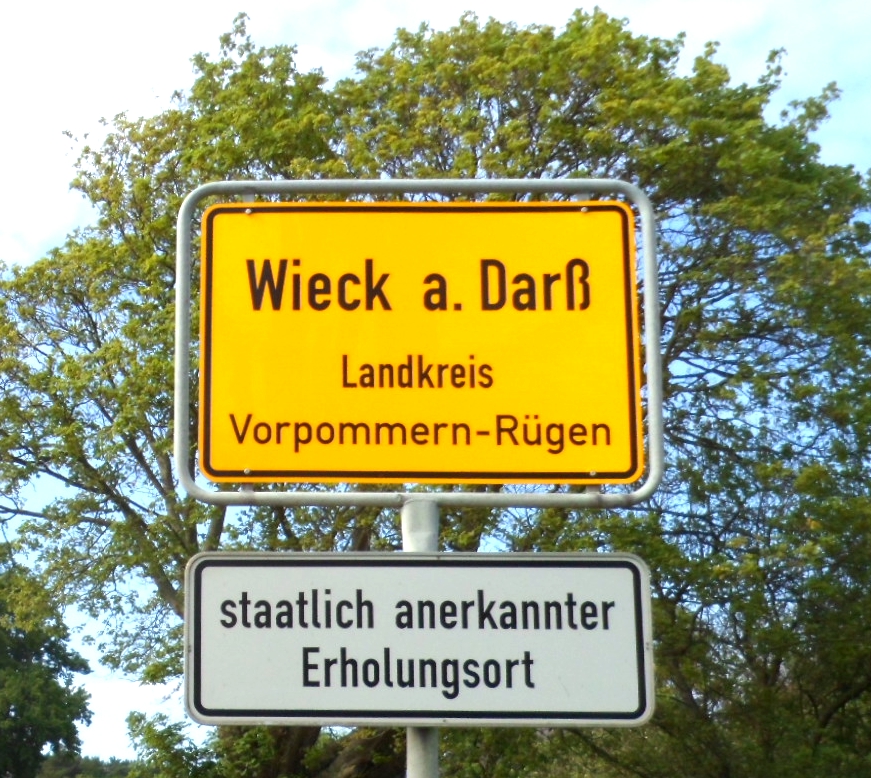 Wieck a. Darß
Landkreis
Vorpommern-Rügen
staatlich anerkannter
Erholungsort